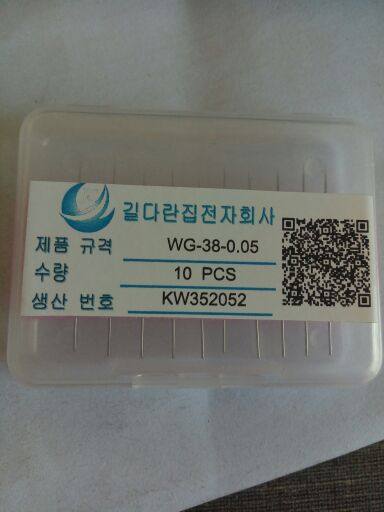 길다란집전자회사
제품 규격 WG-38-0.05
수량 10 PCS
생산 번호 KW352052